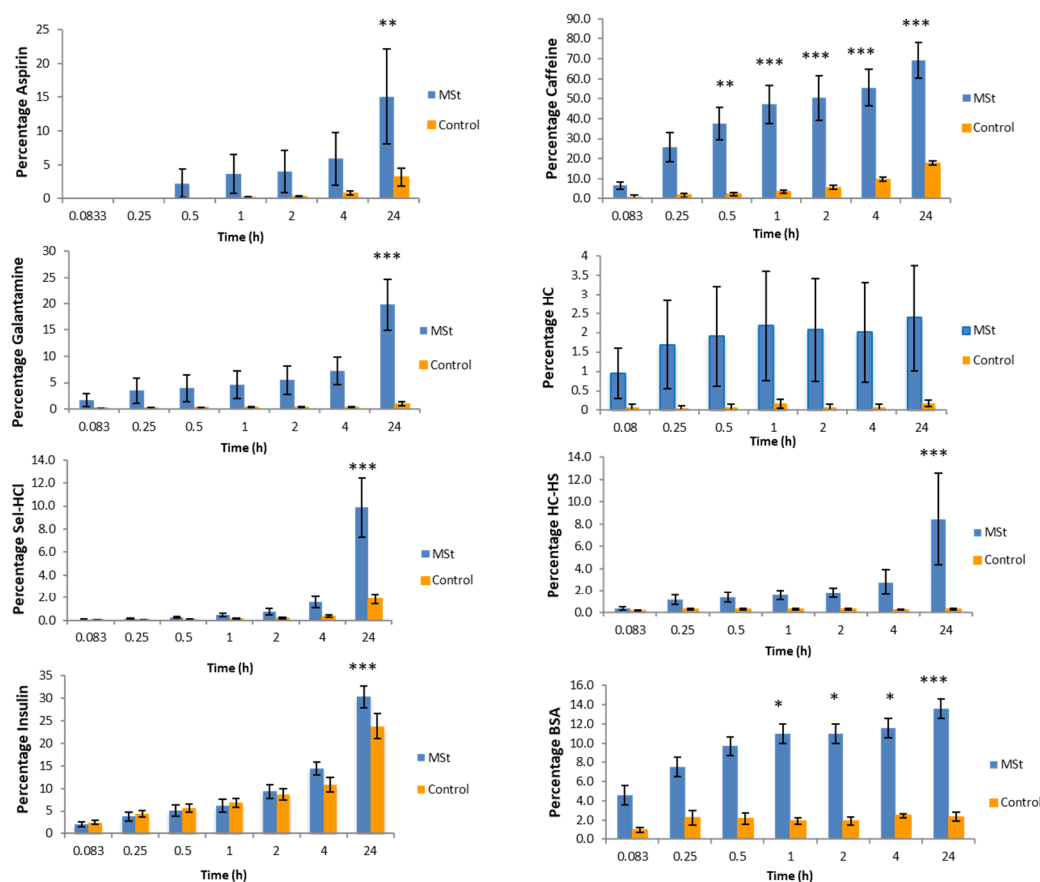 Percentage Aspirin
25
20
15
10
5
0
**
0.0833 0.25 0.5 1 2 4 24
Time (h)
MSt
Control
Percentage Caffeine
90.0
80.0
70.0
60.0
50.0
40.0
30.0
20.0
10.0
0.0
** *** *** *** ***
0.083 0.25 0.5 1 2 4 24
Time (h)
MSt
Control
Percentage Galantamine
30
25
20
15
10
5
0
***
0.083 0.25 0.5 1 2 4 24
Time (h)
MSt
Control
Percentage HC
4
3.5
3
2.5
2
1.5
1
0.5
0
0.08 0.25 0.5 1 2 4 24
Time (h)
MSt
Control
Percentage Sel-HCl
14.0
12.0
10.0
8.0
6.0
4.0
2.0
0.0
***
0.083 0.25 0.5 1 2 4 24
Time (h)
MSt
Control
Percentage HC-HS
14.0
12.0
10.0
8.0
6.0
4.0
2.0
0.0
***
0.083 0.25 0.5 1 2 4 24
Time (h)
MSt
Control
Percentage Insulin
35
30
25
20
15
10
5
0
***
0.083 0.25 0.5 1 2 4 24
Time (h)
MSt
Control
Percentage BSA
16.0
14.0
12.0
10.0
8.0
6.0
4.0
2.0
0.0
* * * ***
0.083 0.25 0.5 1 2 4 24
Time (h)
MSt
Control